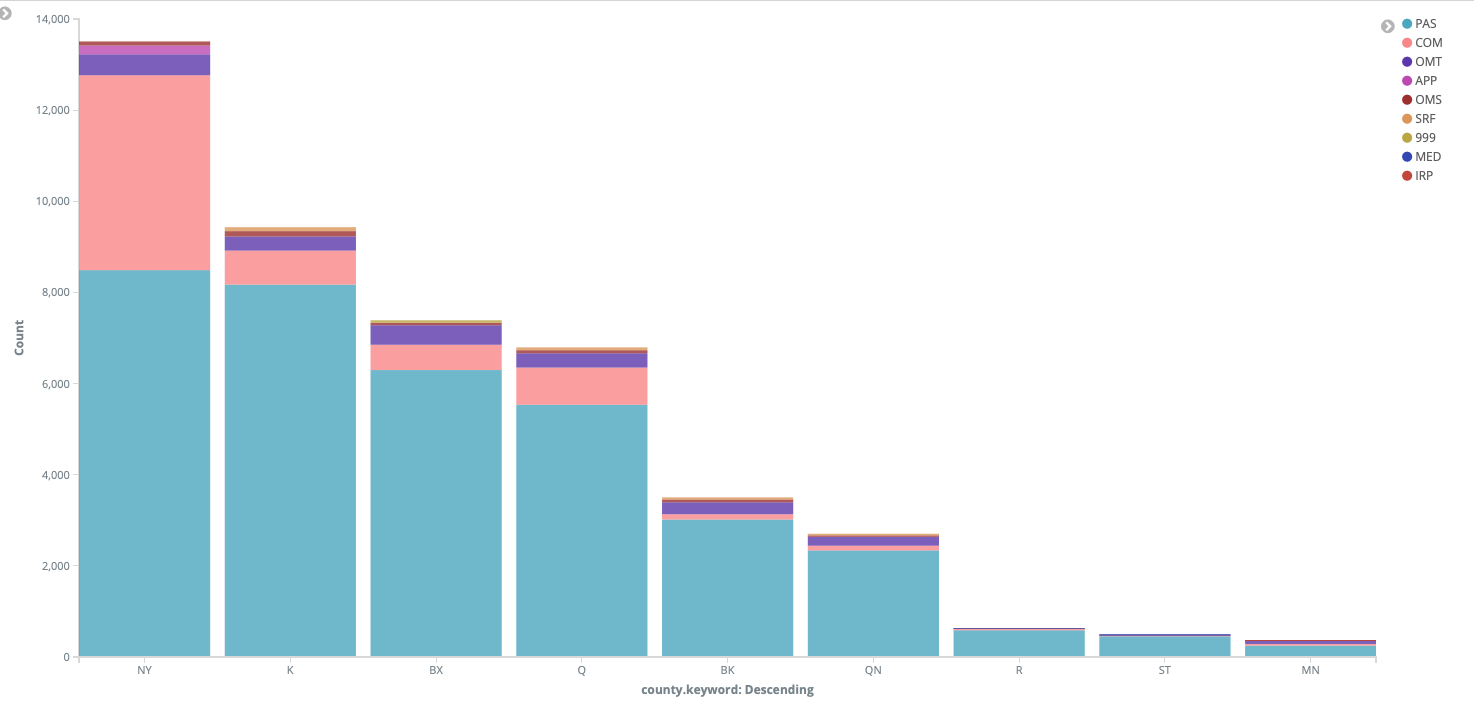 14,000
12,000
10,000
8,000
6,000
4,000
2,000
0
Count
NY K BX Q BK QN R ST MN
county.keyword: Descending
PAS
COM
OMT
APP
OMS
SRF
999
MED
IRP